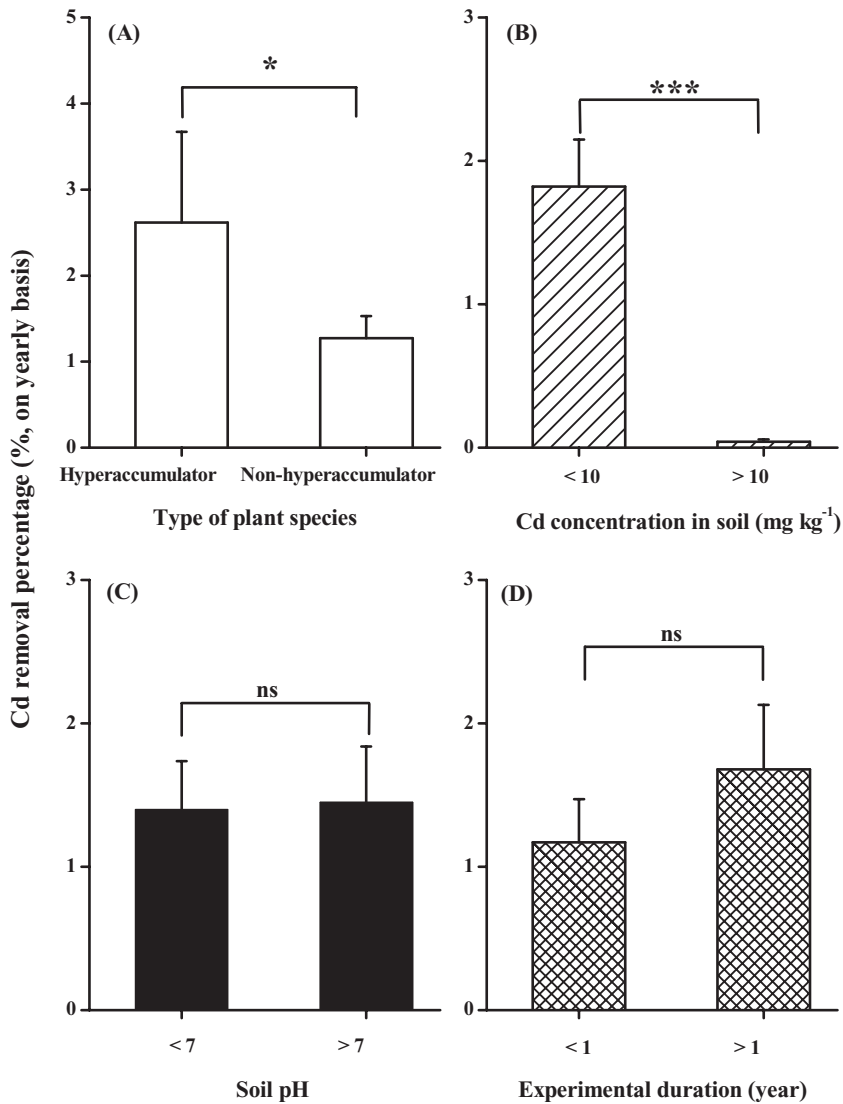 Cd removal percentage (%, on yearly basis)
(A)
*
5
4
3
2
1
0
Hyperaccumulator Non-hyperaccumulator
Type of plant species
(B)
***
3
2
1
0
< 10 > 10
Cd concentration in soil (mg kg⁻¹)
(C)
ns
3
2
1
0
< 7 > 7
Soil pH
(D)
ns
3
2
1
0
< 1 > 1
Experimental duration (year)